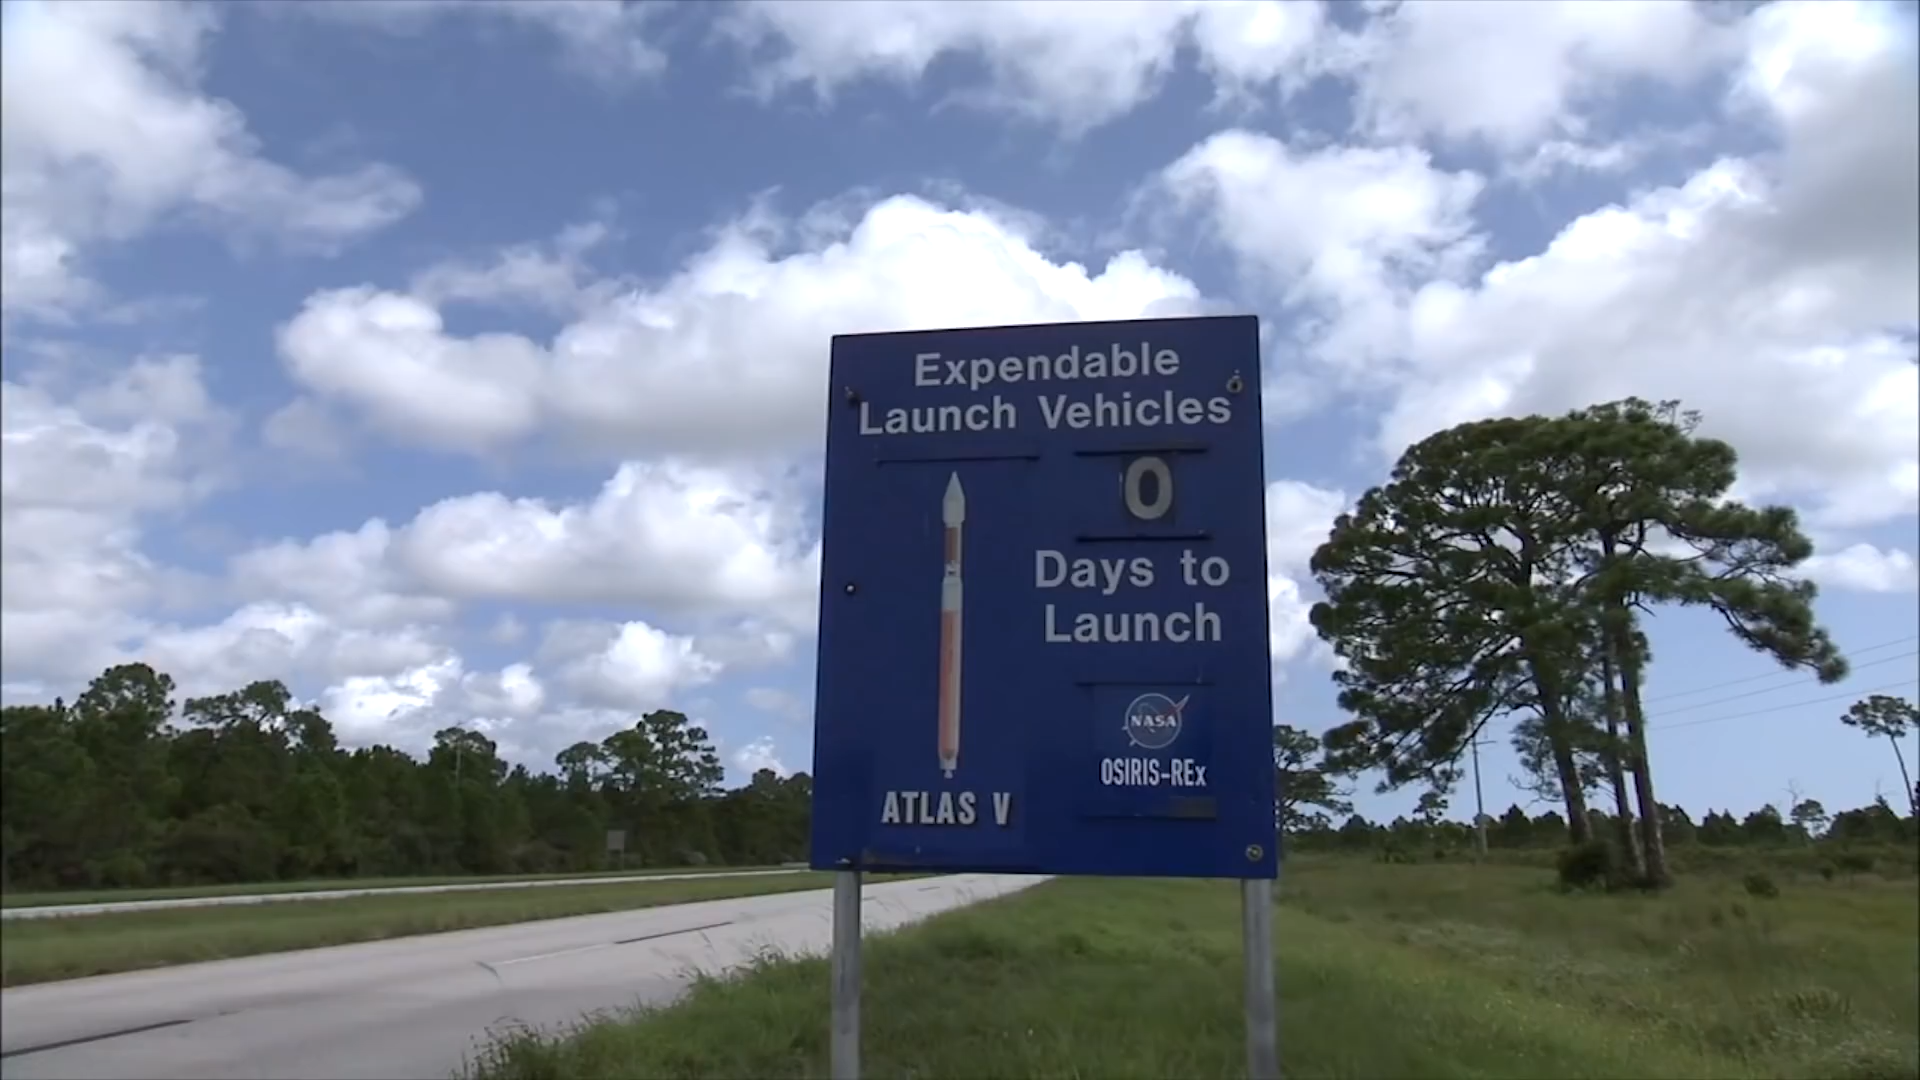 Expendable
Launch Vehicles
0
Days to
Launch
NASA
OSIRIS-REx
ATLAS V